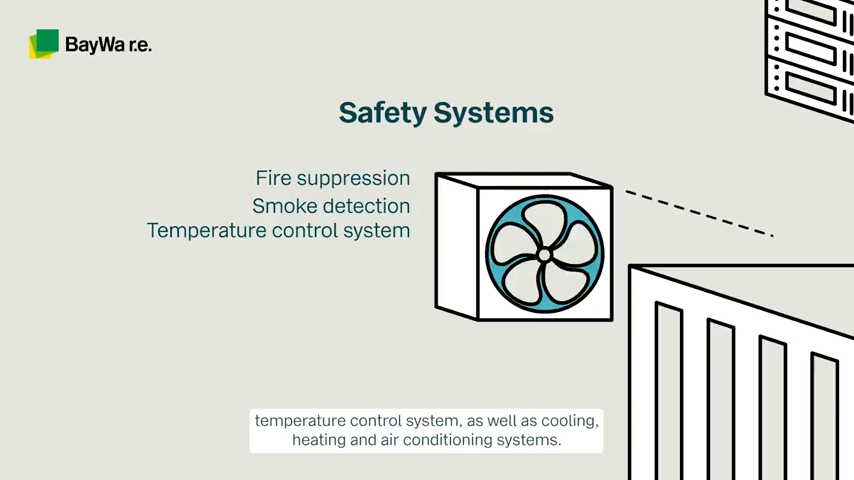 BayWa r.e.
Safety Systems
Fire suppression
Smoke detection
Temperature control system
temperature control system, as well as cooling,
heating and air conditioning systems.